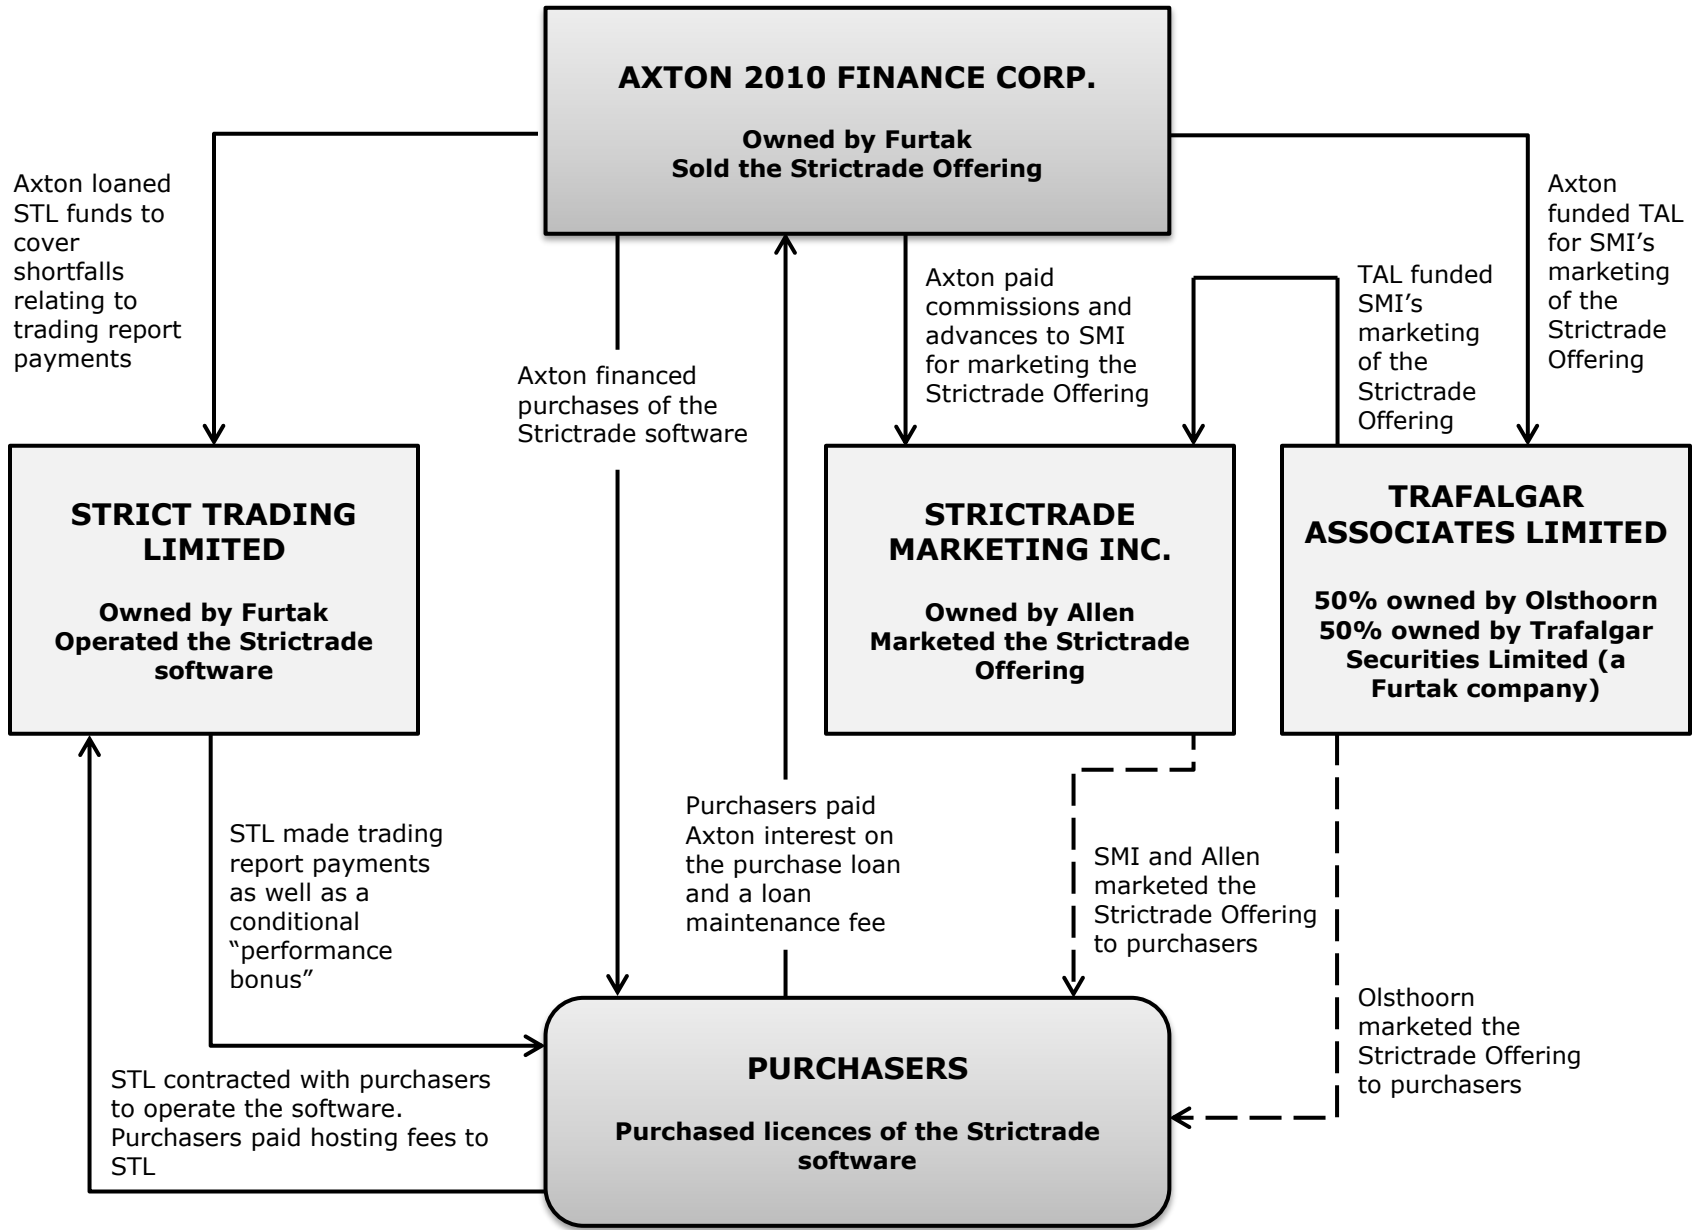 AXTON 2010 FINANCE CORP.
Owned by Furtak
Sold the Strictrade Offering
Axton loaned
STL funds to
cover
shortfalls
relating to
trading report
payments
Axton financed
purchases of the
Strictrade software
Axton paid
commissions and
advances to SMI
for marketing the
Strictrade Offering
TAL funded
SMI’s
marketing
of the
Strictrade
Offering
Axton
funded TAL
for SMI’s
marketing
of the
Strictrade
Offering
STRICT TRADING
LIMITED
Owned by Furtak
Operated the Strictrade
software
STRICTRADE
MARKETING INC.
Owned by Allen
Marketed the Strictrade
Offering
TRAFALGAR
ASSOCIATES LIMITED
50% owned by Olsthoorn
50% owned by Trafalgar
Securities Limited (a
Furtak company)
STL made trading
report payments
as well as a
conditional
“performance
bonus”
Purchasers paid
Axton interest on
the purchase loan
and a loan
maintenance fee
SMI and Allen
marketed the
Strictrade Offering
to purchasers
Olsthoorn
marketed the
Strictrade Offering
to purchasers
STL contracted with purchasers
to operate the software.
Purchasers paid hosting fees to
STL
PURCHASERS
Purchased licences of the Strictrade
software